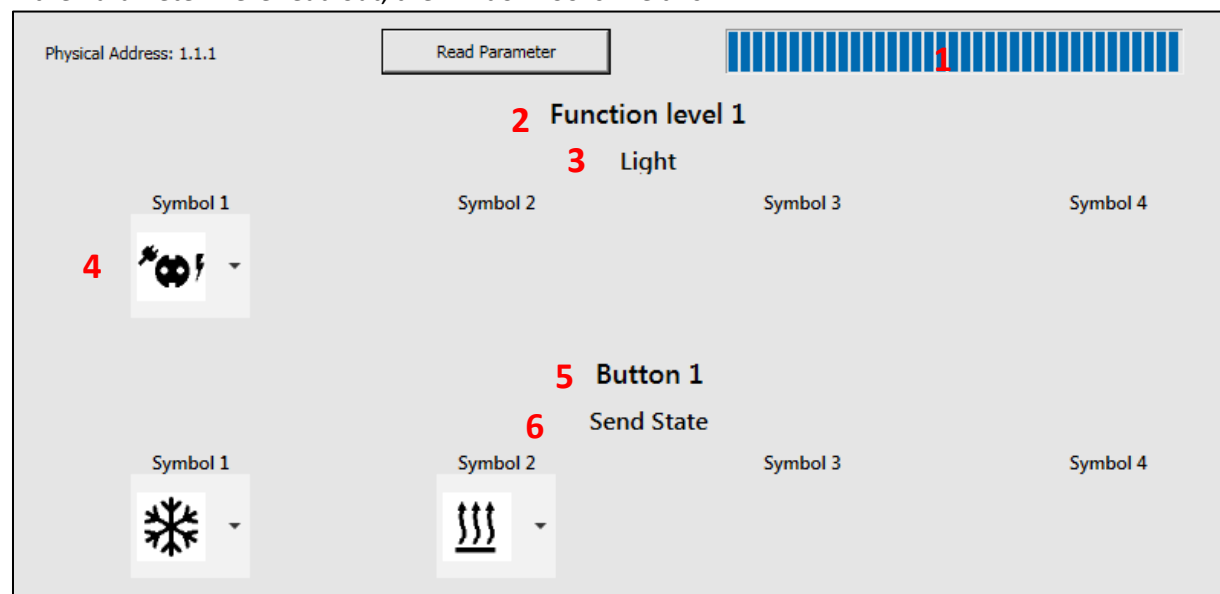 Physical Address: 1.1.1 Read Parameter 1
2 Function level 1
3 Light
Symbol 1 Symbol 2 Symbol 3 Symbol 4
4
5 Button 1
6 Send State
Symbol 1 Symbol 2 Symbol 3 Symbol 4